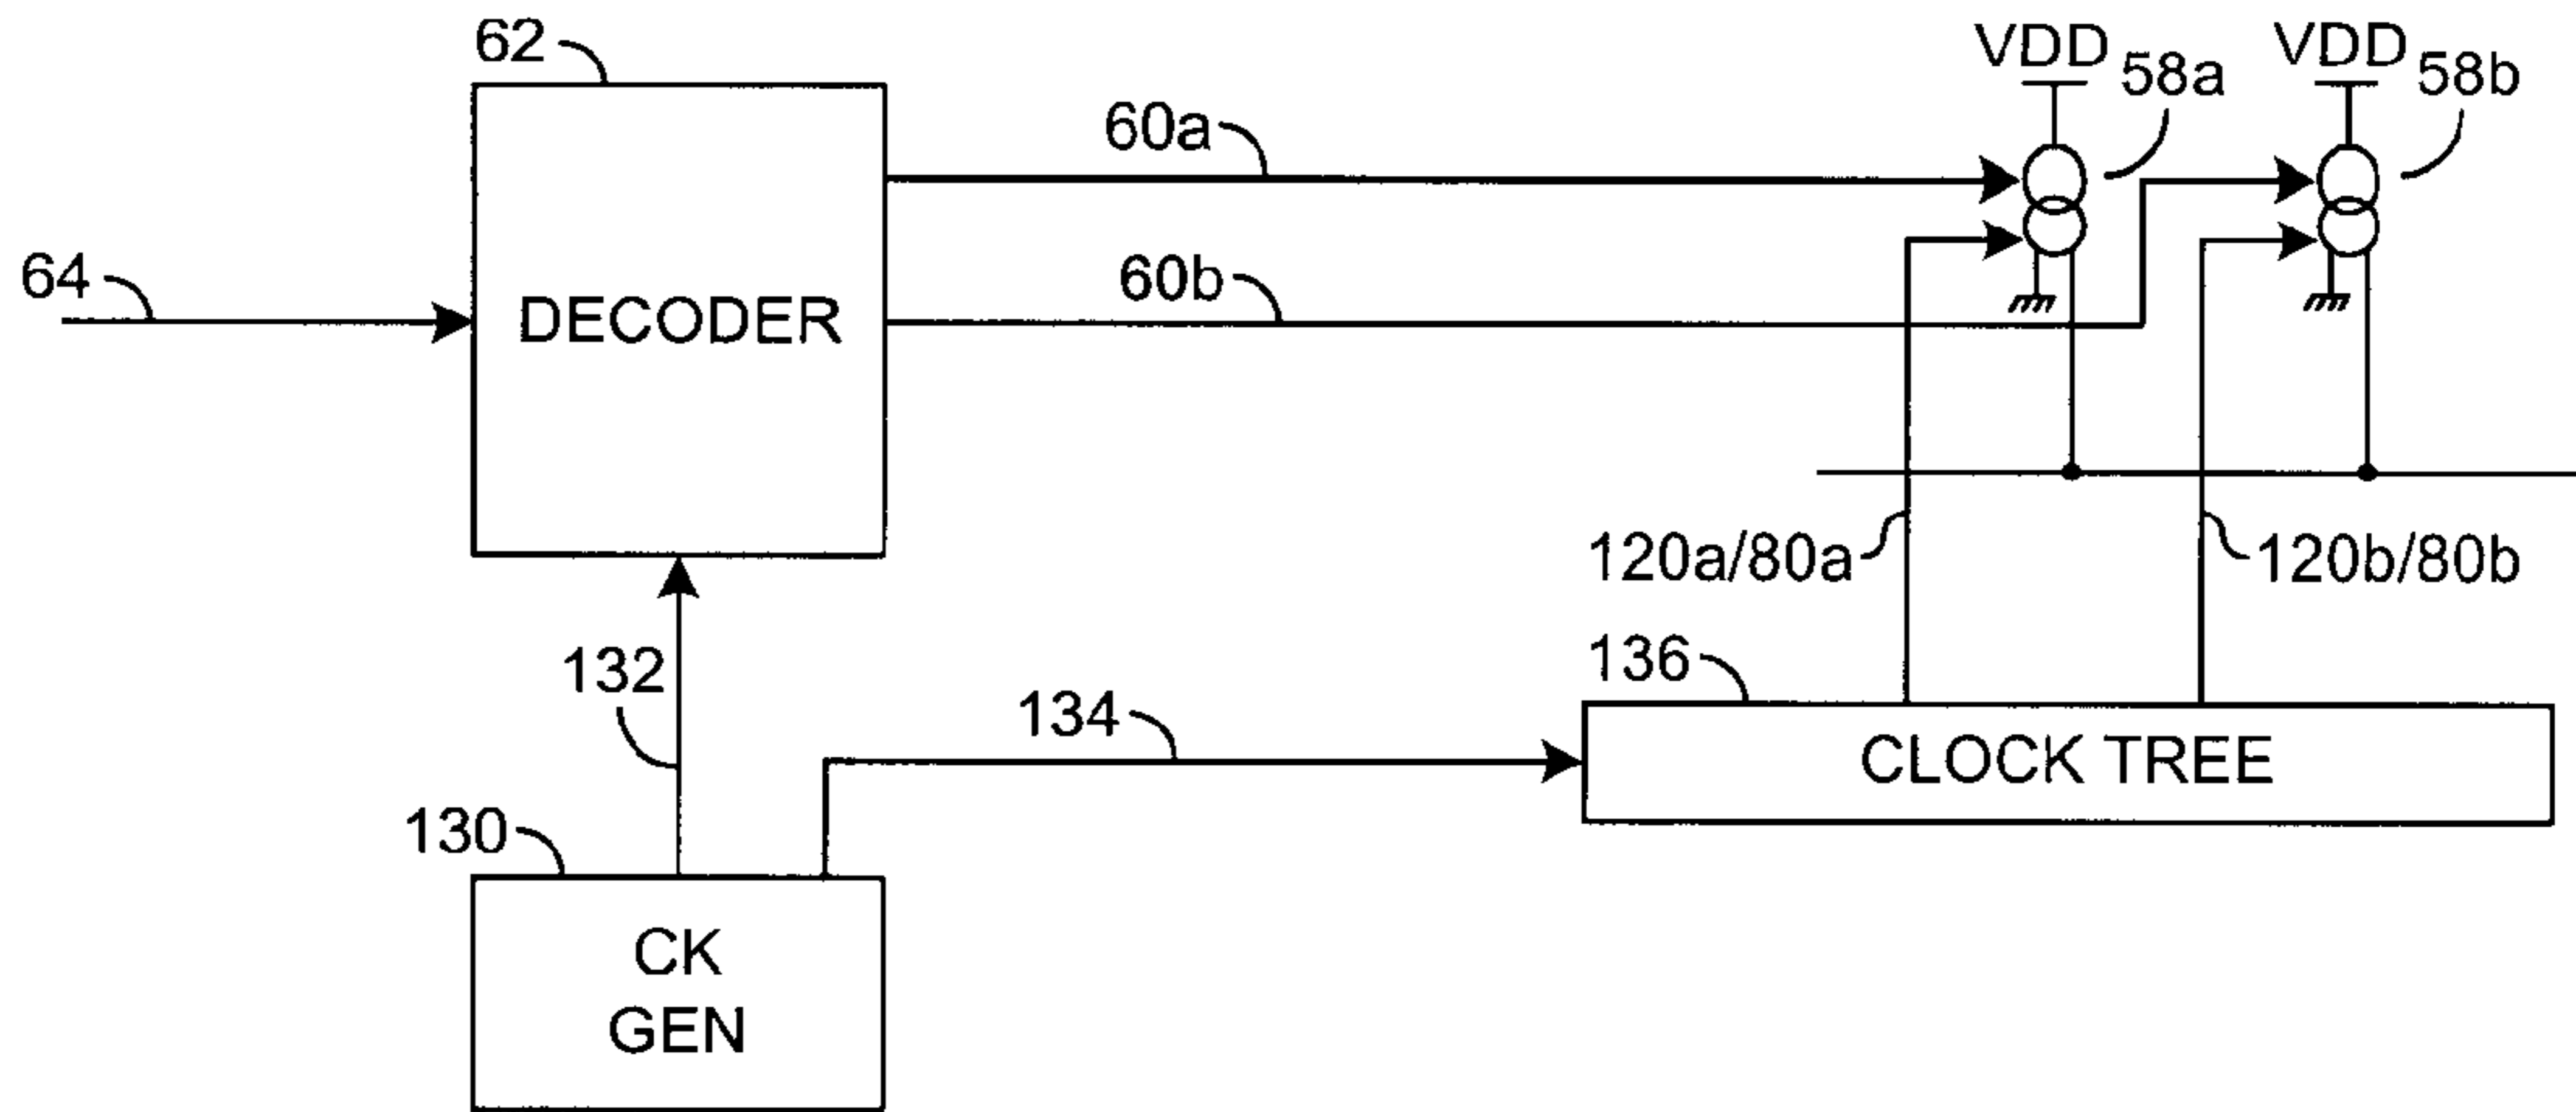 62
VDD
58a
VDD
58b
60a
64
60b
DECODER
120a/80a
120b/80b
132
136
134
CLOCK TREE
130
CK
GEN